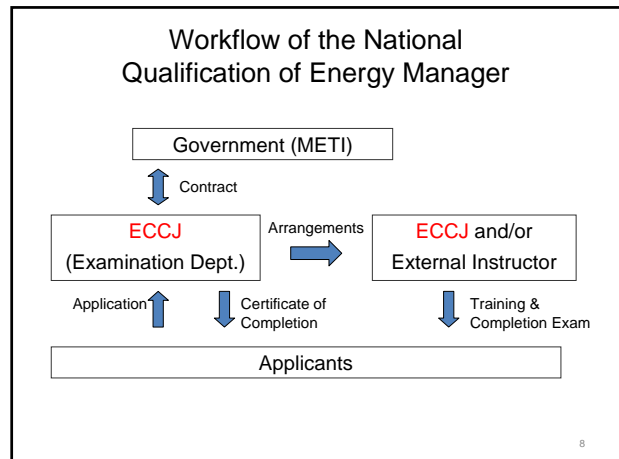 Workflow of the National
Qualification of Energy Manager
Government (METI)
Contract
ECCJ
(Examination Dept.)
Arrangements
ECCJ and/or
External Instructor
Application
Certificate of
Completion
Training &
Completion Exam
Applicants
8